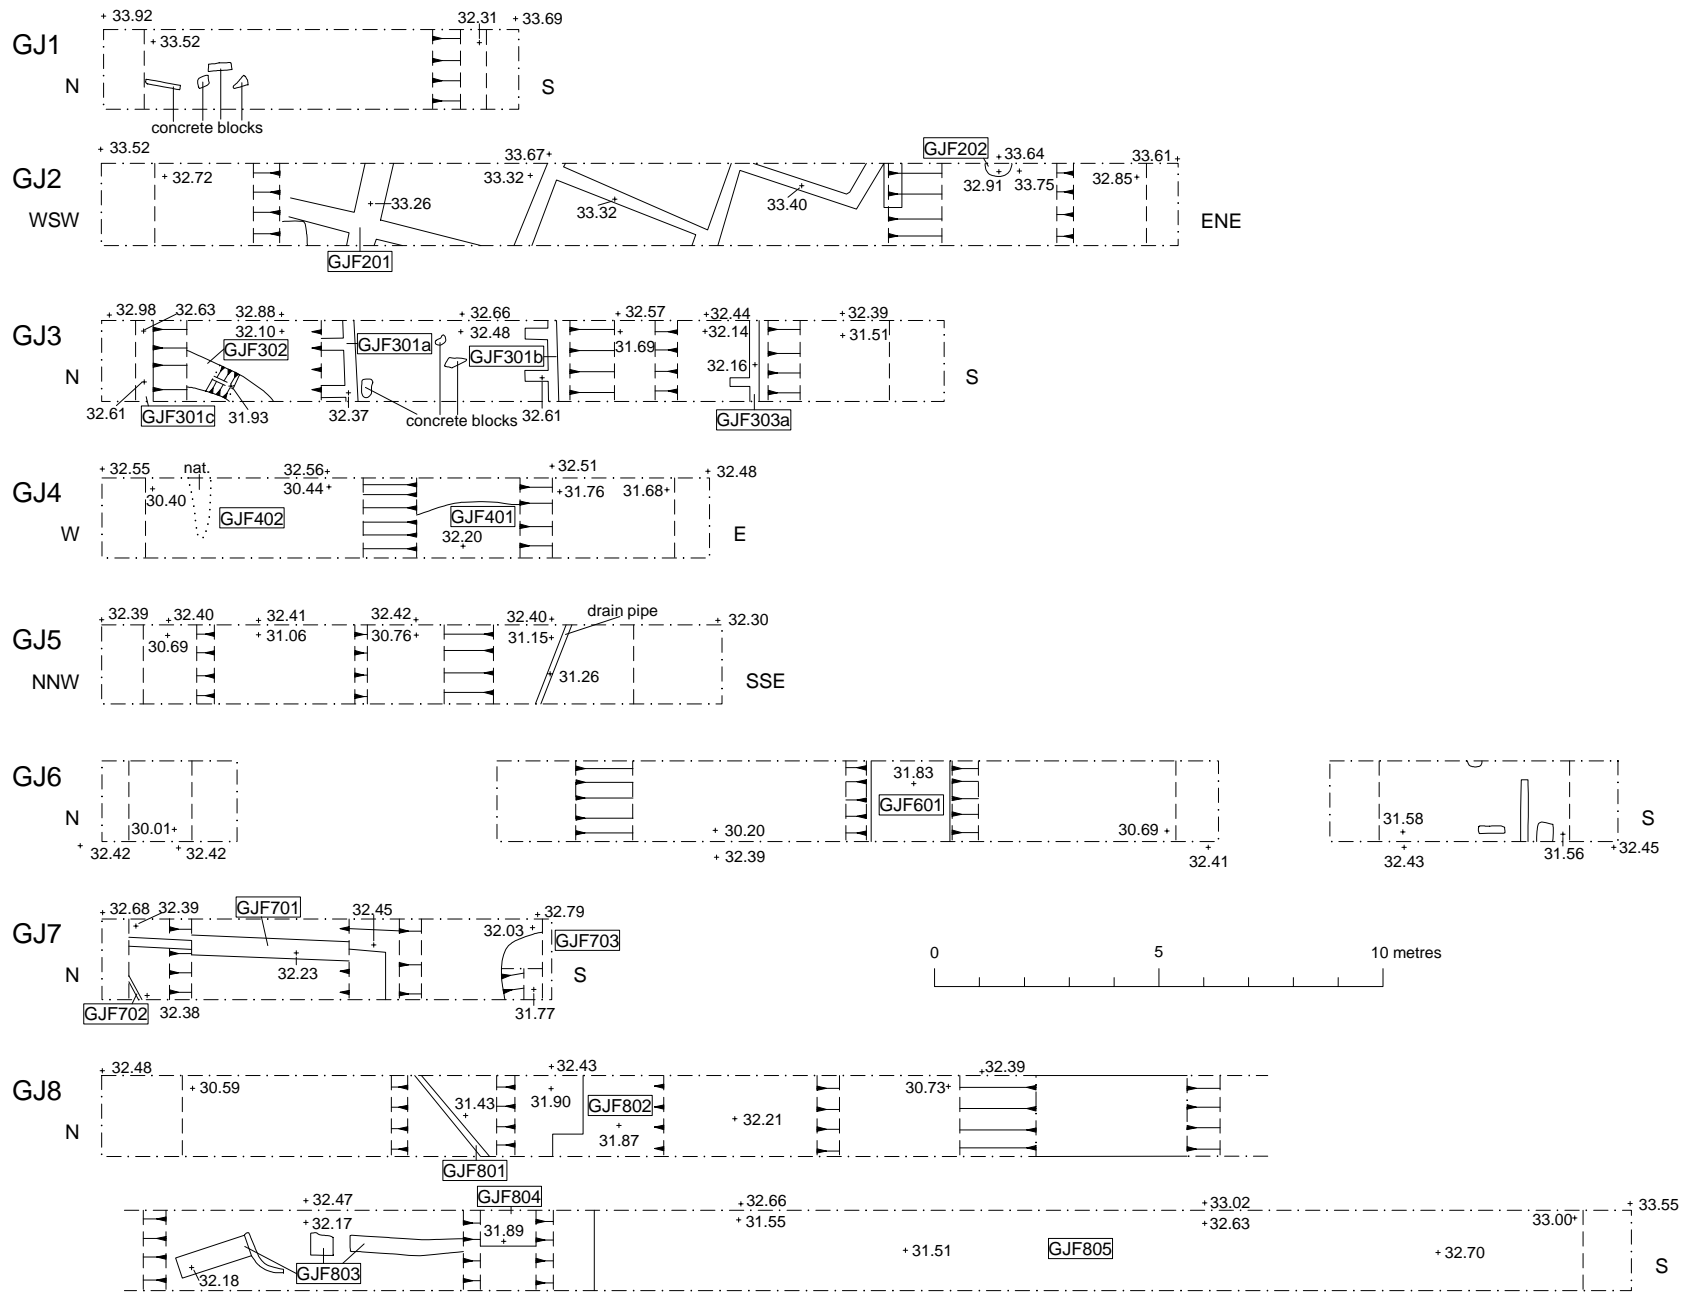 33.92 32.31 33.69
GJ1 33.52
N S
concrete blocks
33.52 33.67 GJF202 33.64 33.61
GJ2 32.72 33.32 32.91 33.75 32.85
33.26 33.32 33.40
WSW ENE
GJF201
32.98 32.63 32.88 32.66 32.57 32.44 32.39
GJ3 32.10 32.48 32.14 31.51
GJF302 GJF301a GJF301b 31.69
N 32.16 S
32.61 GJF301c 31.93 32.37 concrete blocks 32.61 GJF303a
32.55 nat. 32.56 32.51 32.48
GJ4 30.40 30.44 31.76 31.68
GJF402 GJF401
W 32.20 E
32.39 32.40 32.41 32.42 32.40 drain pipe 32.30
GJ5 30.69 31.06 30.76 31.15
NNW 31.26 SSE
GJ6 31.83
N GJF601 S
30.01 30.20 30.69 31.58
32.42 32.42 32.39 32.41 32.43 31.56 32.45
32.68 32.39 GJF701 32.45 32.79
GJ7 32.03 GJF703
0 5 10 metres
N 32.23 S
GJF702 32.38 31.77
32.48 32.43 32.39
GJ8 30.59 31.43 31.90 GJF802 30.73
N 31.87 32.21
GJF801
32.47 GJF804 32.66 33.02 33.55
32.17 31.89 31.55 32.63 33.00
31.51 GJF805 32.70
32.18 GJF803 S